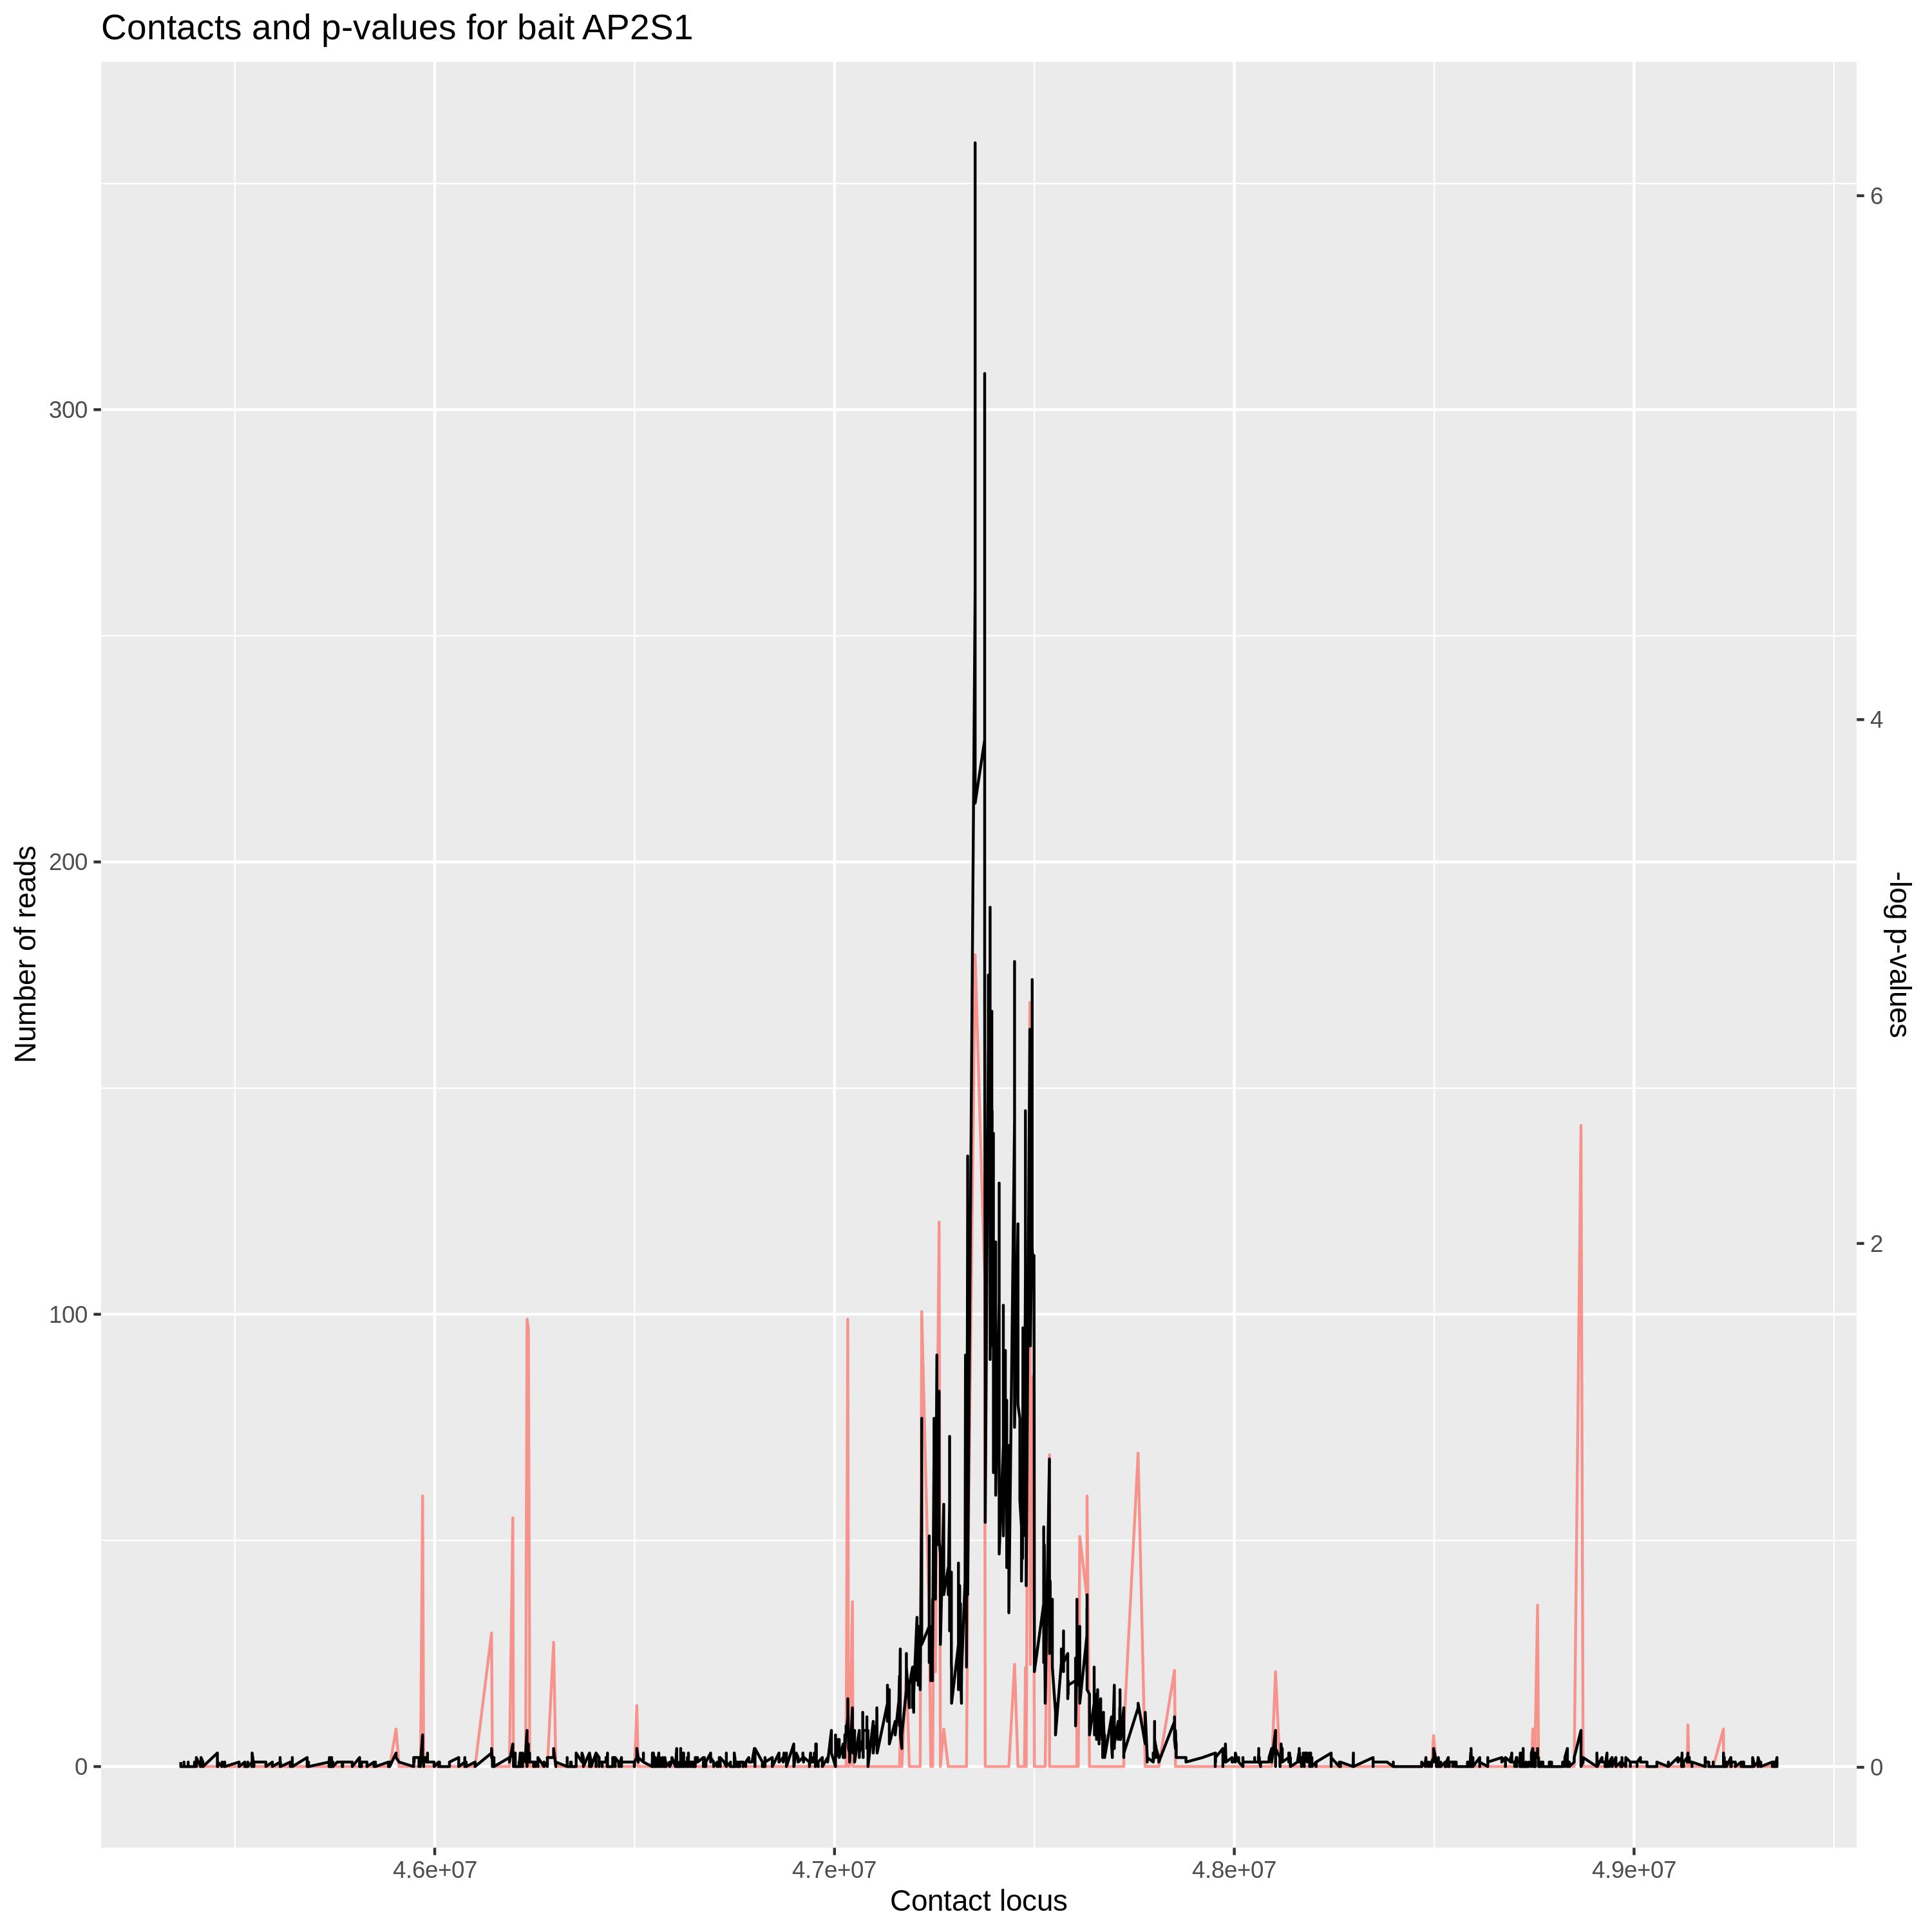 Contacts and p-values for bait AP2S1
Number of reads
300
200
100
0
6
4
2
0
-log p-values
4.6e+07
4.7e+07
4.8e+07
4.9e+07
Contact locus